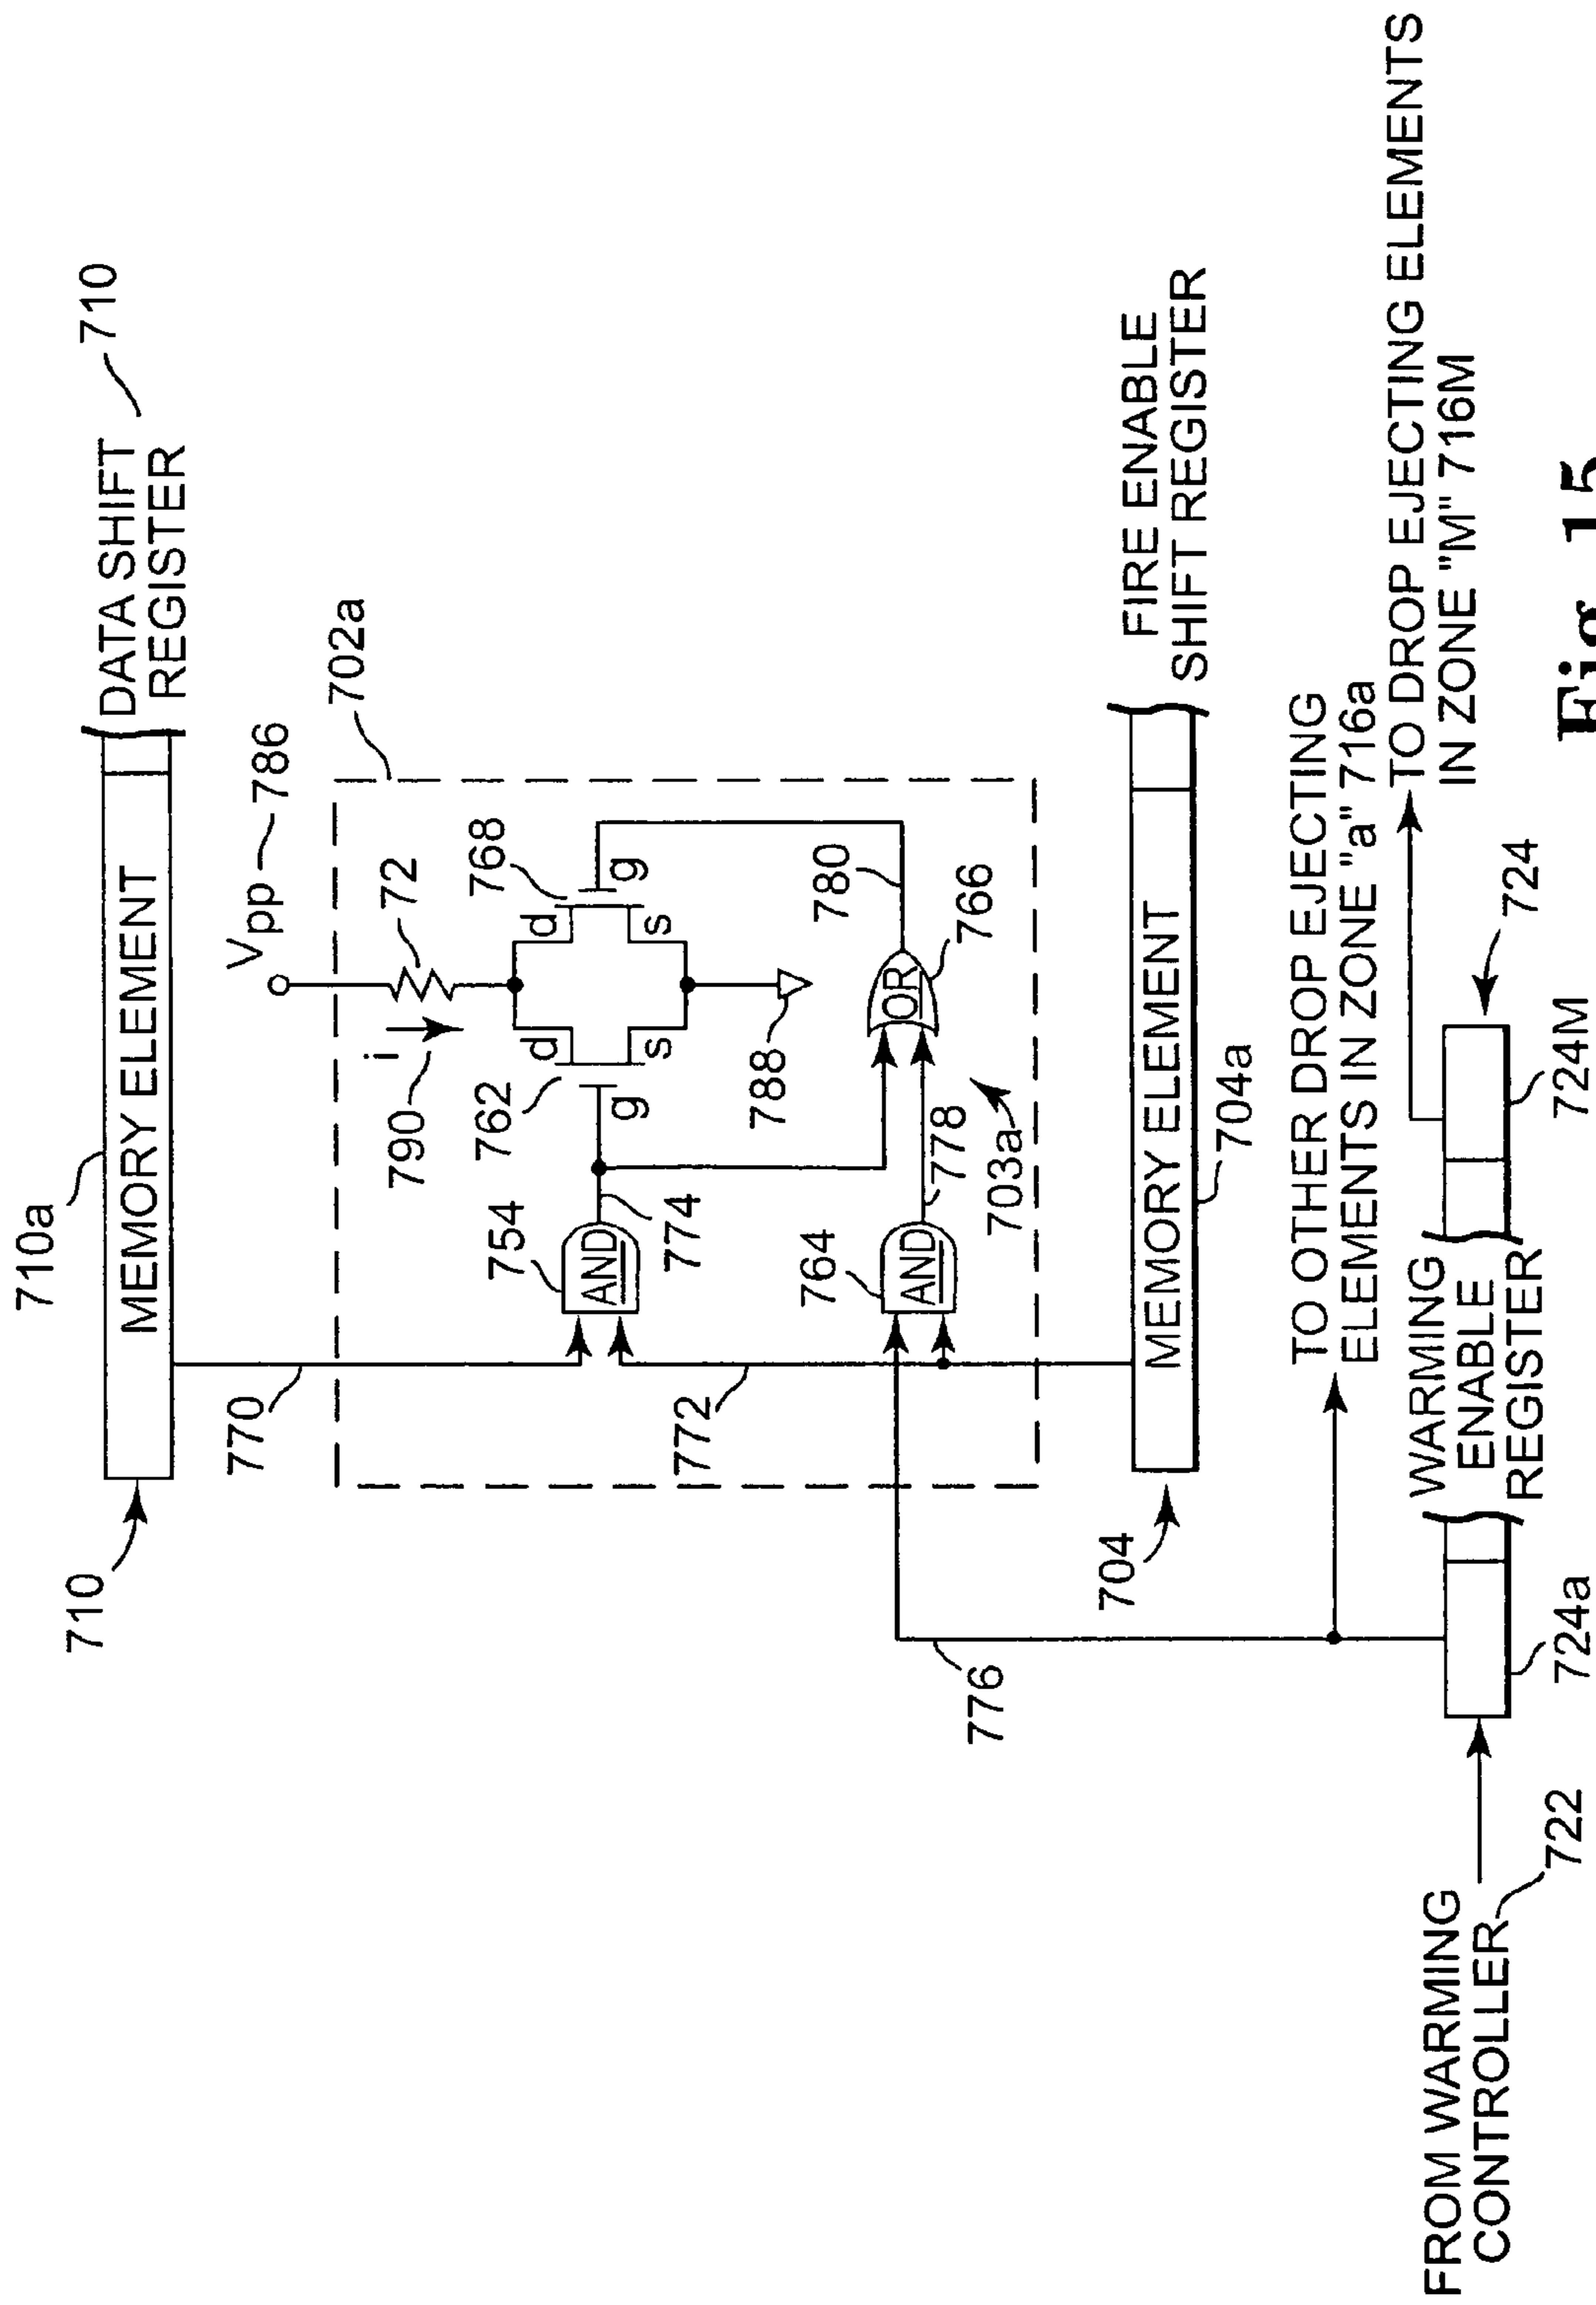 710a
710
MEMORY ELEMENT
DATA SHIFT
REGISTER
710
770
Vpp
786
702a
790
i
72
762
d
d
768
s
s
g
g
788
754
AND
774
780
772
764
AND
778
OR
766
703a
776
704
MEMORY ELEMENT
704a
FIRE ENABLE
SHIFT REGISTER
TO OTHER DROP EJECTING
ELEMENTS IN ZONE "a" 716a
TO DROP EJECTING ELEMENTS
IN ZONE "M" 716M
FROM WARMING
CONTROLLER
722
724a
WARMING
ENABLE
REGISTER
724M
724
Fig. 15